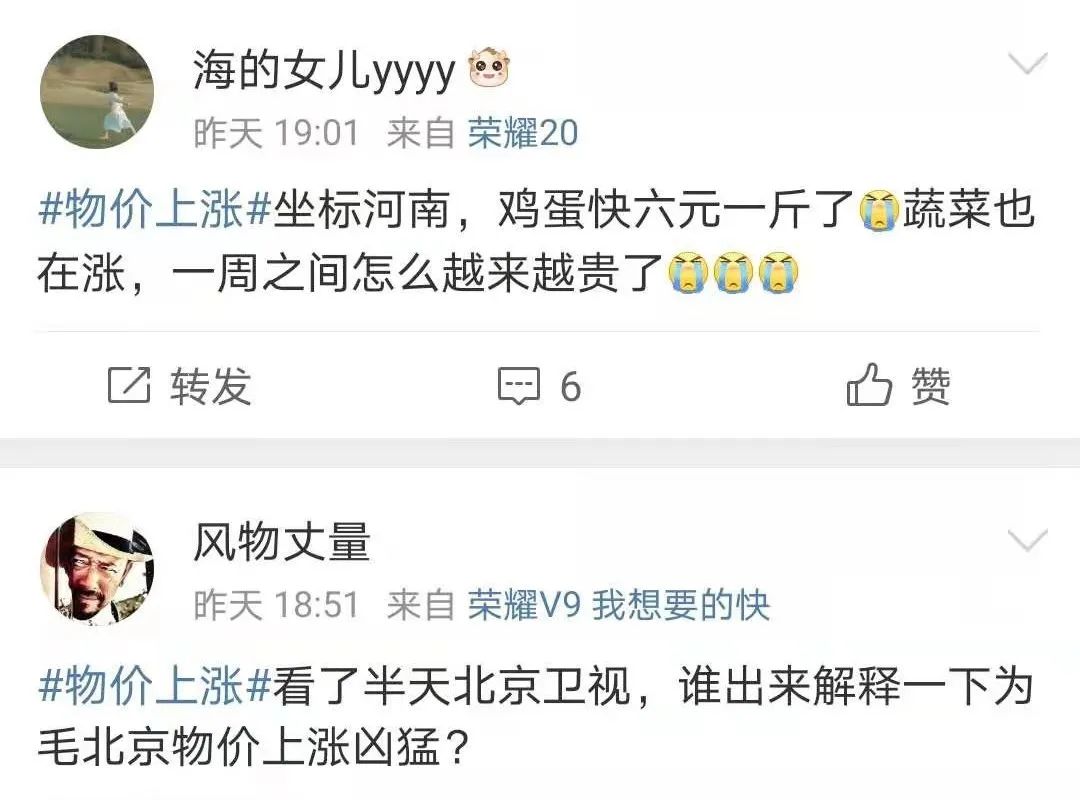 海的女儿yyyy
昨天 19:01 来自 荣耀20
#物价上涨#坐标河南，鸡蛋快六元一斤了😭蔬菜也
在涨，一周之间怎么越来越贵了😭😭😭
转发 6 赞
风物丈量
昨天 18:51 来自 荣耀V9 我想要的快
#物价上涨#看了半天北京卫视，谁出来解释一下为
毛北京物价上涨凶猛？